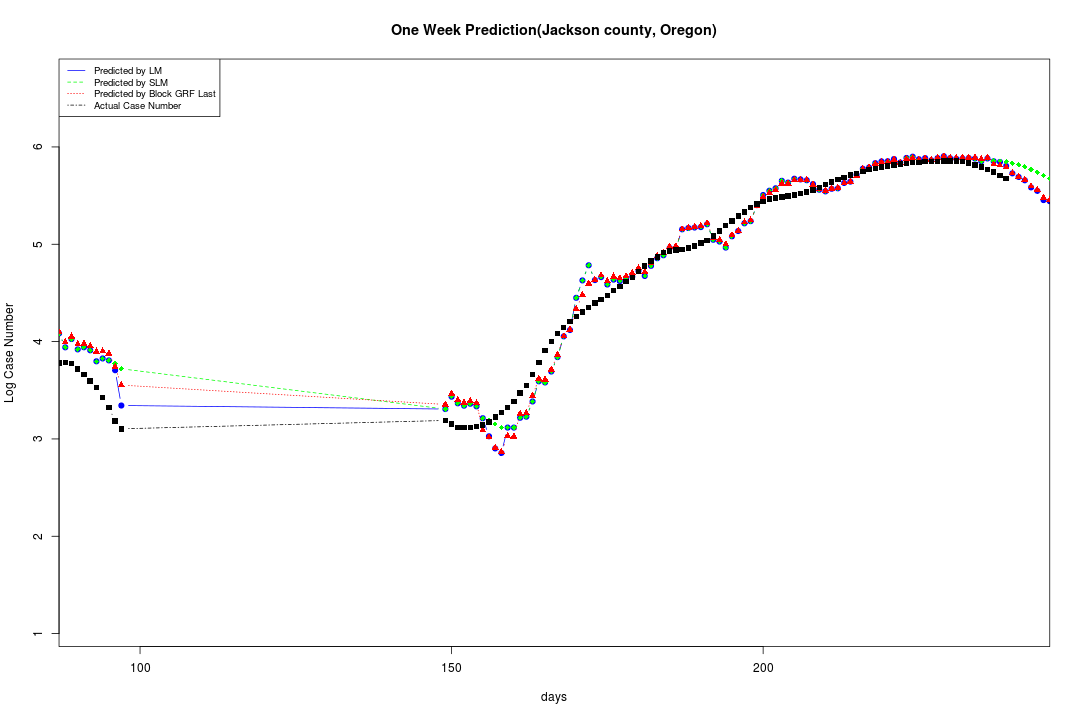 One Week Prediction(Jackson county, Oregon)
Predicted by LM
Predicted by SLM
Predicted by Block GRF Last
Actual Case Number
Log Case Number
6
5
4
3
2
1
100 150 200
days